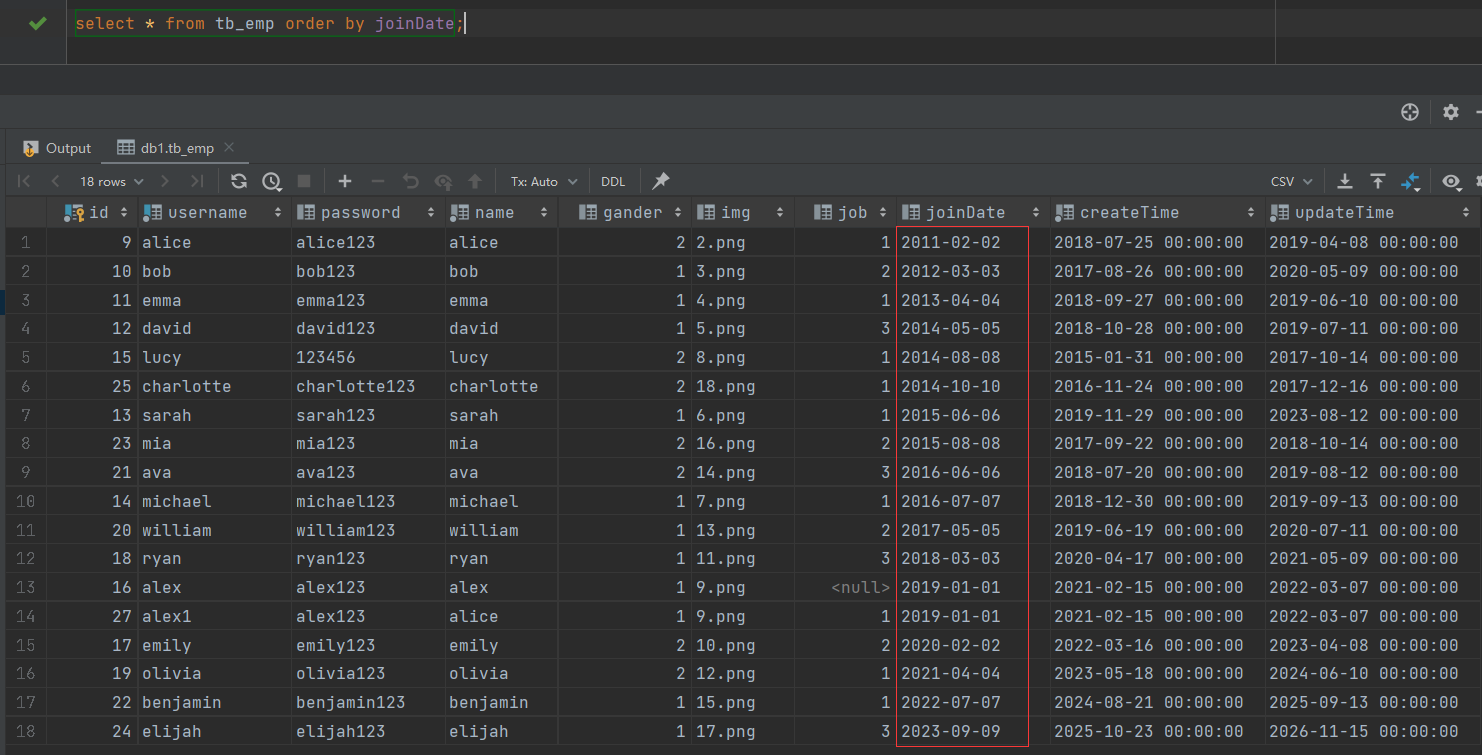 select * from tb_emp order by joinDate;
Output db1.tb_emp
18 rows Tx: Auto DDL CSV
id username password name gander img job joinDate createTime updateTime
1 9 alice alice123 alice 2 2.png 1 2011-02-02 2018-07-25 00:00:00 2019-04-08 00:00:00
2 10 bob bob123 bob 1 3.png 2 2012-03-03 2017-08-26 00:00:00 2020-05-09 00:00:00
3 11 emma emma123 emma 1 4.png 1 2013-04-04 2018-09-27 00:00:00 2019-06-10 00:00:00
4 12 david david123 david 1 5.png 3 2014-05-05 2018-10-28 00:00:00 2019-07-11 00:00:00
5 15 lucy 123456 lucy 2 8.png 1 2014-08-08 2015-01-31 00:00:00 2017-10-14 00:00:00
6 25 charlotte charlotte123 charlotte 2 18.png 1 2014-10-10 2016-11-24 00:00:00 2017-12-16 00:00:00
7 13 sarah sarah123 sarah 1 6.png 1 2015-06-06 2019-11-29 00:00:00 2023-08-12 00:00:00
8 23 mia mia123 mia 2 16.png 2 2015-08-08 2017-09-22 00:00:00 2018-10-14 00:00:00
9 21 ava ava123 ava 2 14.png 3 2016-06-06 2018-07-20 00:00:00 2019-08-12 00:00:00
10 14 michael michael123 michael 1 7.png 1 2016-07-07 2018-12-30 00:00:00 2019-09-13 00:00:00
11 20 william william123 william 1 13.png 2 2017-05-05 2019-06-19 00:00:00 2020-07-11 00:00:00
12 18 ryan ryan123 ryan 1 11.png 3 2018-03-03 2020-04-17 00:00:00 2021-05-09 00:00:00
13 16 alex alex123 alex 1 9.png <null> 2019-01-01 2021-02-15 00:00:00 2022-03-07 00:00:00
14 27 alex1 alex123 alice 1 9.png 1 2019-01-01 2021-02-15 00:00:00 2022-03-07 00:00:00
15 17 emily emily123 emily 2 10.png 2 2020-02-02 2022-03-16 00:00:00 2023-04-08 00:00:00
16 19 olivia olivia123 olivia 2 12.png 1 2021-04-04 2023-05-18 00:00:00 2024-06-10 00:00:00
17 22 benjamin benjamin123 benjamin 1 15.png 1 2022-07-07 2024-08-21 00:00:00 2025-09-13 00:00:00
18 24 elijah elijah123 elijah 1 17.png 3 2023-09-09 2025-10-23 00:00:00 2026-11-15 00:00:00